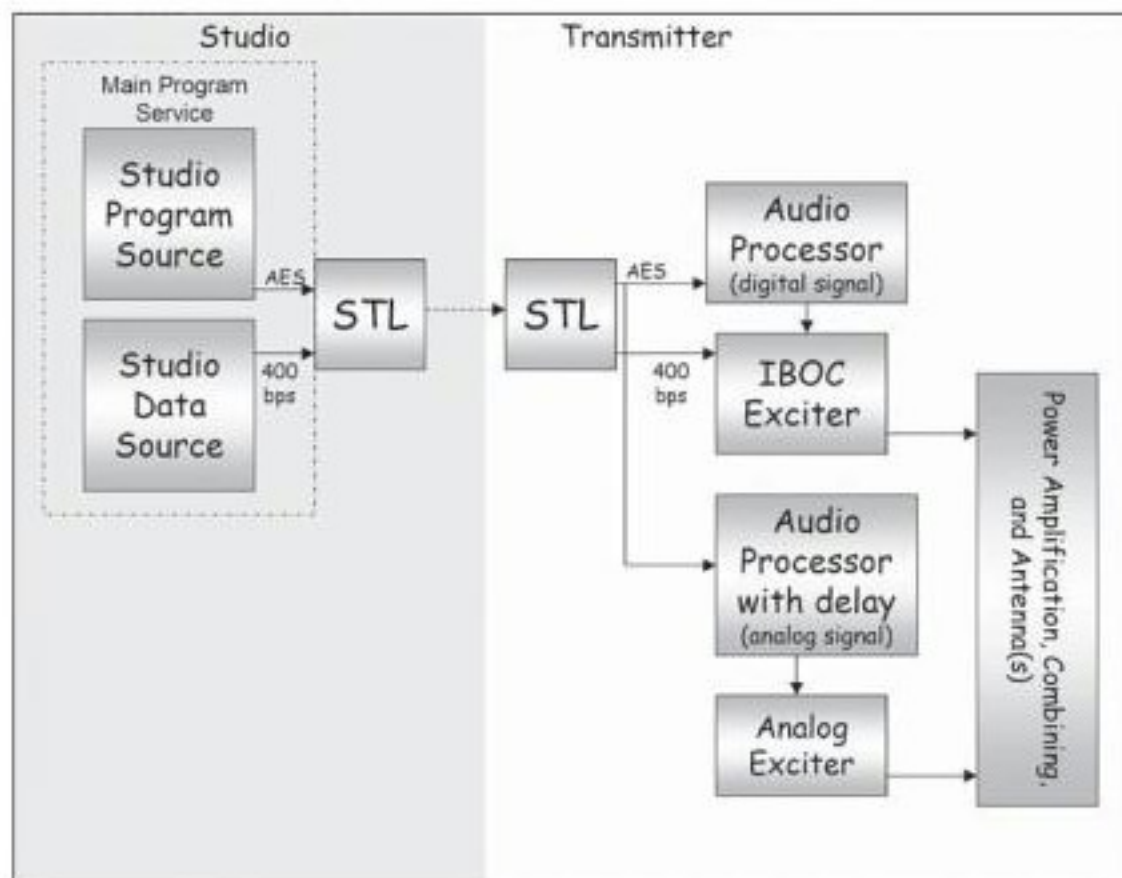 Studio
Transmitter
Main Program
Service
Studio
Program
Source
AES
Studio
Data
Source
400
bps
STL
STL
AES
400
bps
Audio
Processor
(digital signal)
IBOC
Exciter
Audio
Processor
with delay
(analog signal)
Analog
Exciter
Power Amplification, Combining,
and Antenna(s)